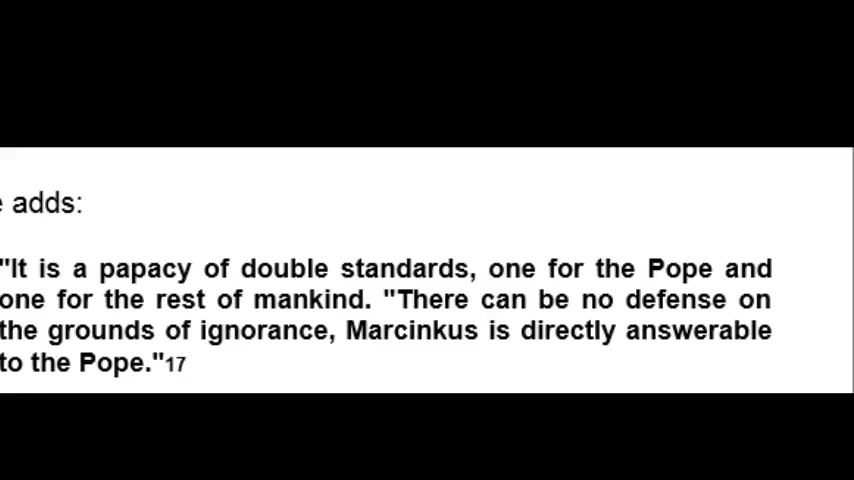 e adds:
"It is a papacy of double standards, one for the Pope and
one for the rest of mankind. "There can be no defense on
the grounds of ignorance, Marcinkus is directly answerable
to the Pope."17